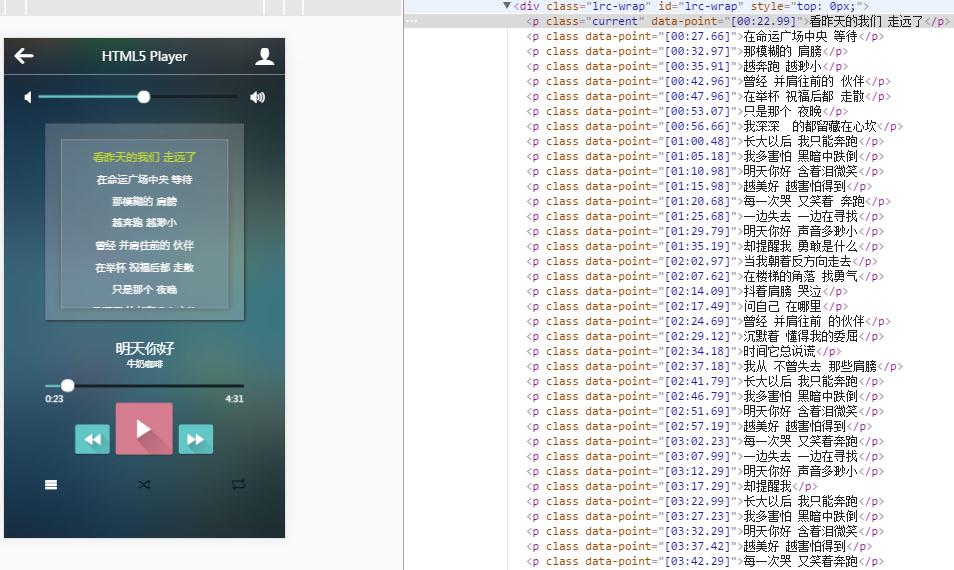 HTML5 Player
看昨天的我们 走远了
在命运广场中央 等待
那模糊的 肩膀
越奔跑 越渺小
曾经 并肩往前的 伙伴
在举杯 祝福后都 走散
只是那个 夜晚
明天你好
牛奶咖啡
0:23
4:31
<div class="lrc-wrap" id="lrc-wrap" style="top: 0px;">
<p class="current" data-point="[00:22.99]">看昨天的我们 走远了</p>
<p class data-point="[00:27.66]">在命运广场中央 等待</p>
<p class data-point="[00:32.97]">那模糊的 肩膀</p>
<p class data-point="[00:35.91]">越奔跑 越渺小</p>
<p class data-point="[00:42.96]">曾经 并肩往前的 伙伴</p>
<p class data-point="[00:47.96]">在举杯 祝福后都 走散</p>
<p class data-point="[00:53.07]">只是那个 夜晚</p>
<p class data-point="[00:56.66]">我深深  的都留藏在心坎</p>
<p class data-point="[01:00.48]">长大以后 我只能奔跑</p>
<p class data-point="[01:05.18]">我多害怕 黑暗中跌倒</p>
<p class data-point="[01:10.98]">明天你好 含着泪微笑</p>
<p class data-point="[01:15.98]">越美好 越害怕得到</p>
<p class data-point="[01:20.68]">每一次哭 又笑着 奔跑</p>
<p class data-point="[01:25.68]">一边失去 一边在寻找</p>
<p class data-point="[01:29.79]">明天你好 声音多渺小</p>
<p class data-point="[01:35.19]">却提醒我 勇敢是什么</p>
<p class data-point="[02:02.97]">当我朝着反方向走去</p>
<p class data-point="[02:07.62]">在楼梯的角落 找勇气</p>
<p class data-point="[02:14.09]">抖着肩膀 哭泣</p>
<p class data-point="[02:17.49]">问自己 在哪里</p>
<p class data-point="[02:24.69]">曾经 并肩往前 的伙伴</p>
<p class data-point="[02:29.12]">沉默着 懂得我的委屈</p>
<p class data-point="[02:34.18]">时间它总说谎</p>
<p class data-point="[02:37.18]">我从 不曾失去 那些肩膀</p>
<p class data-point="[02:41.79]">长大以后 我只能奔跑</p>
<p class data-point="[02:46.79]">我多害怕 黑暗中跌倒</p>
<p class data-point="[02:51.69]">明天你好 含着泪微笑</p>
<p class data-point="[02:57.19]">越美好 越害怕得到</p>
<p class data-point="[03:02.23]">每一次哭 又笑着奔跑</p>
<p class data-point="[03:07.99]">一边失去 一边在寻找</p>
<p class data-point="[03:12.29]">明天你好 声音多渺小</p>
<p class data-point="[03:17.29]">却提醒我</p>
<p class data-point="[03:22.99]">长大以后 我只能奔跑</p>
<p class data-point="[03:27.23]">我多害怕 黑暗中跌倒</p>
<p class data-point="[03:32.29]">明天你好 含着泪微笑</p>
<p class data-point="[03:37.42]">越美好 越害怕得到</p>
<p class data-point="[03:42.29]">每一次哭 又笑着奔跑</p>